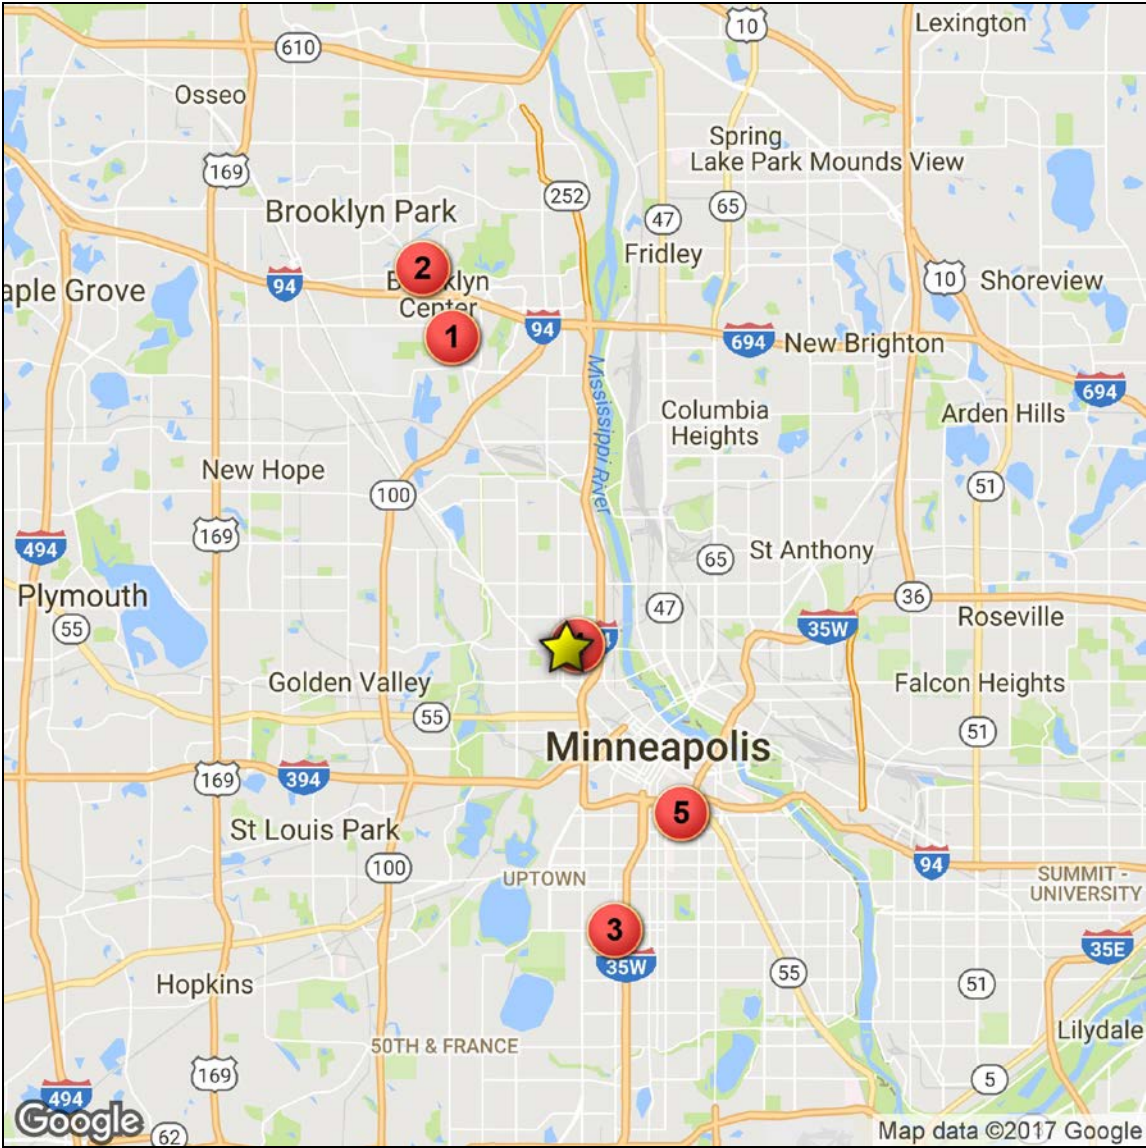 10
Lexington
610
Osseo
Spring
Lake Park Mounds View
169
252
65
47
Brooklyn Park
Fridley
2
10
Shoreview
94
Brooklyn
Center
aple Grove
1
94
694
New Brighton
694
Mississippi River
Columbia
Heights
Arden Hills
New Hope
100
51
169
494
65
St Anthony
Plymouth
55
47
36
35W
Roseville
Golden Valley
55
Falcon Heights
51
Minneapolis
169
394
5
St Louis Park
100
UPTOWN
94
SUMMIT -
UNIVERSITY
3
35W
35E
55
51
Hopkins
50TH & FRANCE
Lilydale
169
5
494
Google
62
Map data ©2017 Google